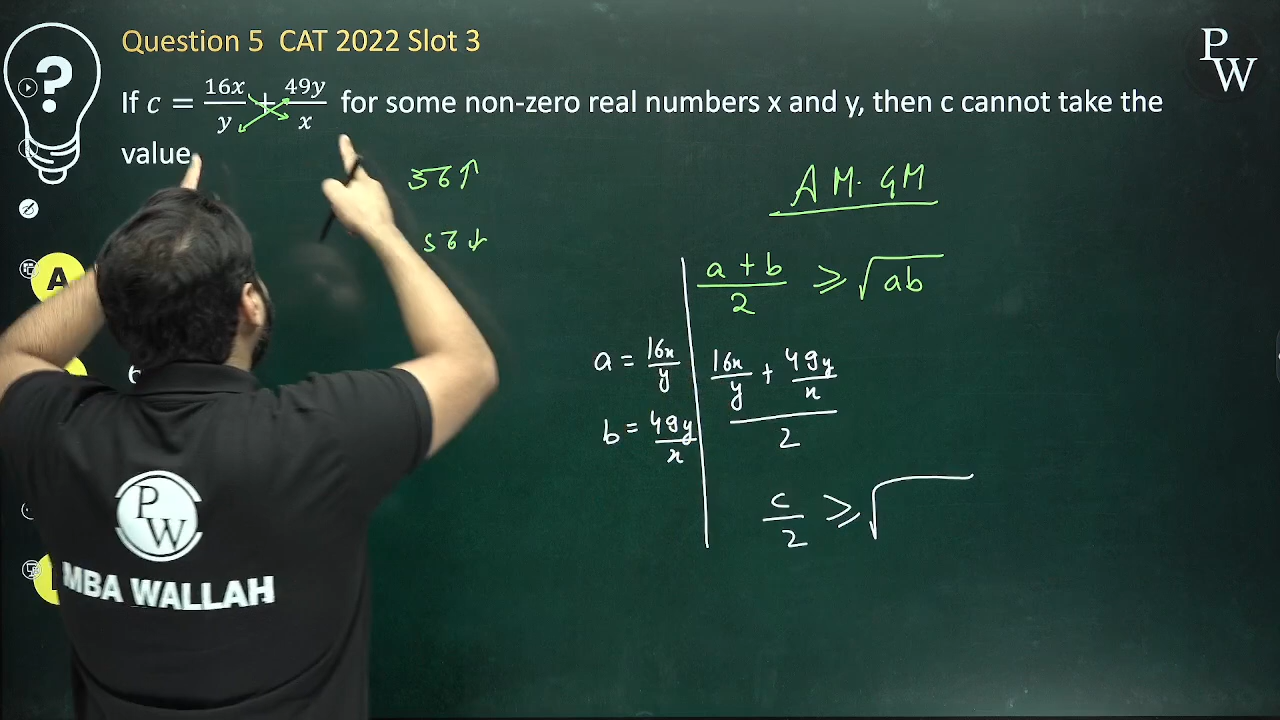 Question 5 CAT 2022 Slot 3
PW
If c = 16x/y + 49y/x for some non-zero real numbers x and y, then c cannot take the
value
56↑
AM·GM
56↓
A
(a + b)/2 ⩾ √ab
a = 16x/y
(16x/y + 49y/x)/2
b = 49y/x
c/2 ⩾ √
PW
MBA WALLAH